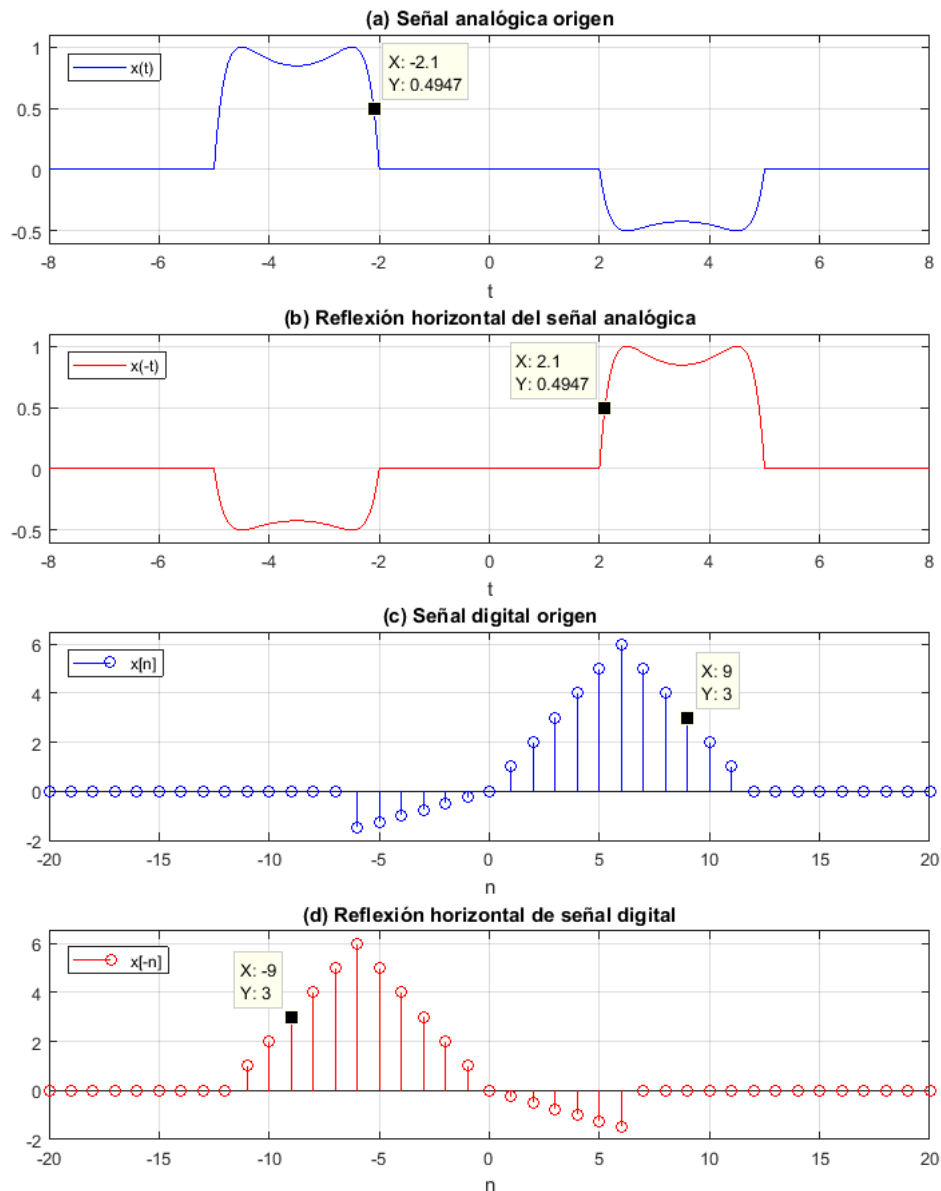 (a) Señal analógica origen
x(t)
X: -2.1
Y: 0.4947
1
0.5
0
-0.5
-8 -6 -4 -2 0 2 4 6 8
t
(b) Reflexión horizontal del señal analógica
x(-t)
X: 2.1
Y: 0.4947
1
0.5
0
-0.5
-8 -6 -4 -2 0 2 4 6 8
t
(c) Señal digital origen
x[n]
X: 9
Y: 3
6
4
2
0
-2
-20 -15 -10 -5 0 5 10 15 20
n
(d) Reflexión horizontal de señal digital
x[-n]
X: -9
Y: 3
6
4
2
0
-2
-20 -15 -10 -5 0 5 10 15 20
n